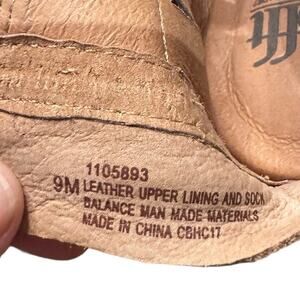 1105893
9M LEATHER UPPER LINING AND SOCK
BALANCE MAN MADE MATERIALS
MADE IN CHINA CBHC17